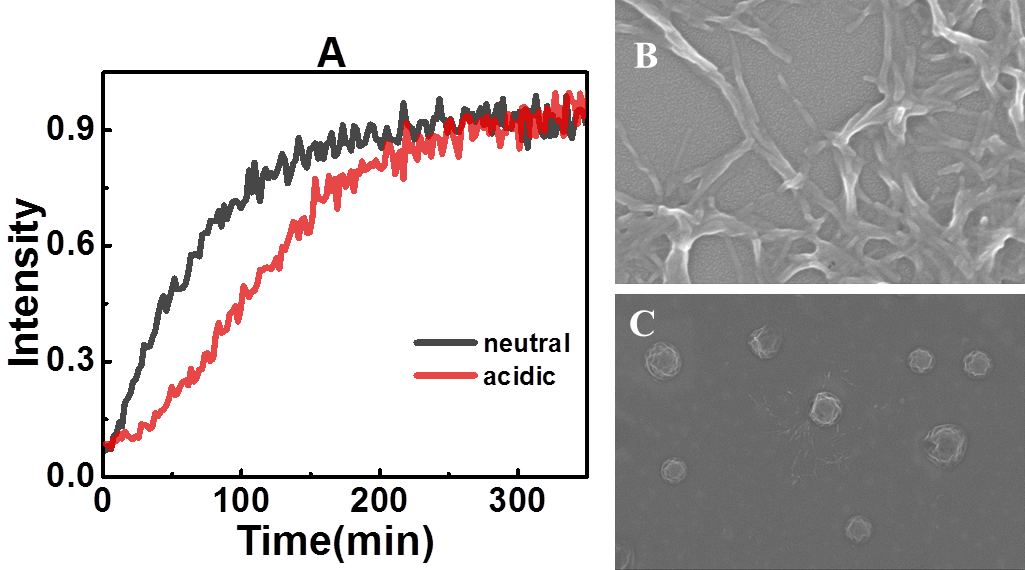 A
B
Intensity
0.9
0.6
0.3
0.0
neutral
acidic
0
100
200
300
Time(min)
C